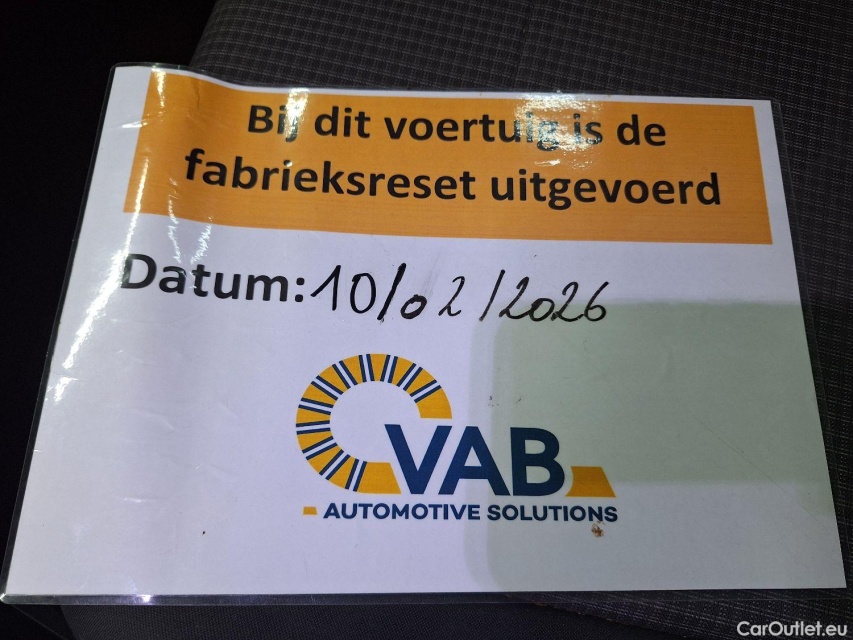 Bij dit voertuig is de
fabrieksreset uitgevoerd
Datum: 10/02/2026
VAB
AUTOMOTIVE SOLUTIONS
CarOutlet.eu